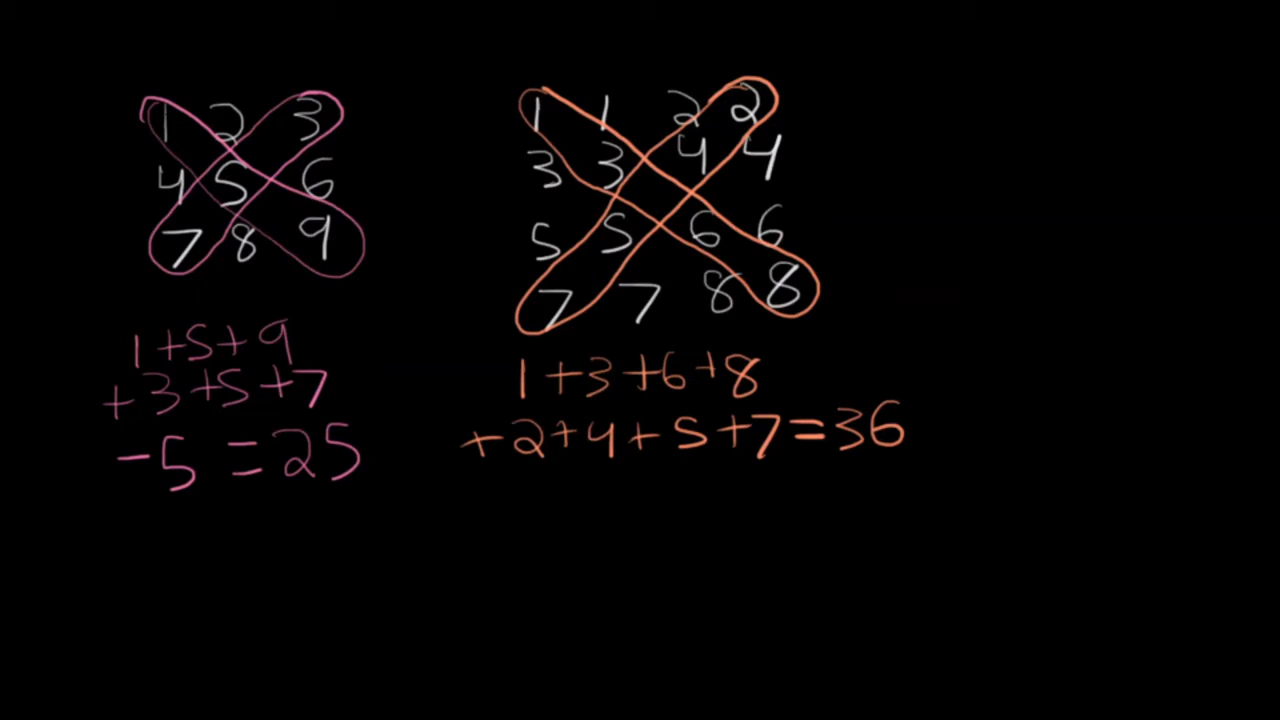 1 2 3
4 5 6
7 8 9
1+5+9
+3+5+7
-5=25
1 1 2 2
3 3 4 4
5 5 6 6
7 7 8 8
1+3+6+8
+2+4+5+7=36